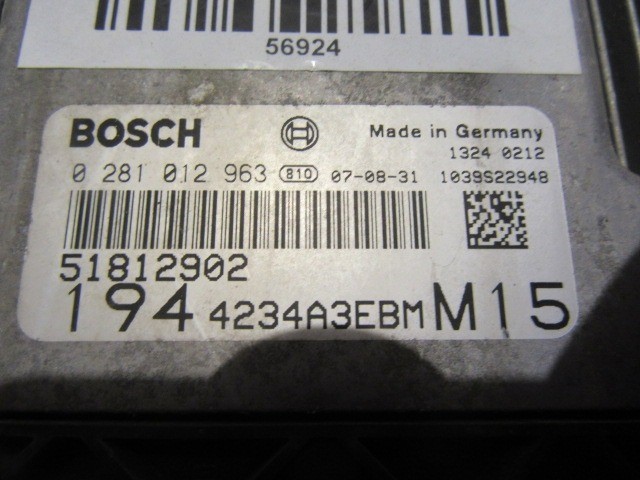 56924
BOSCH Made in Germany
1324 0212
0 281 012 963 810 07-08-31 1039S22948
51812902
194 4234A3EBM M15